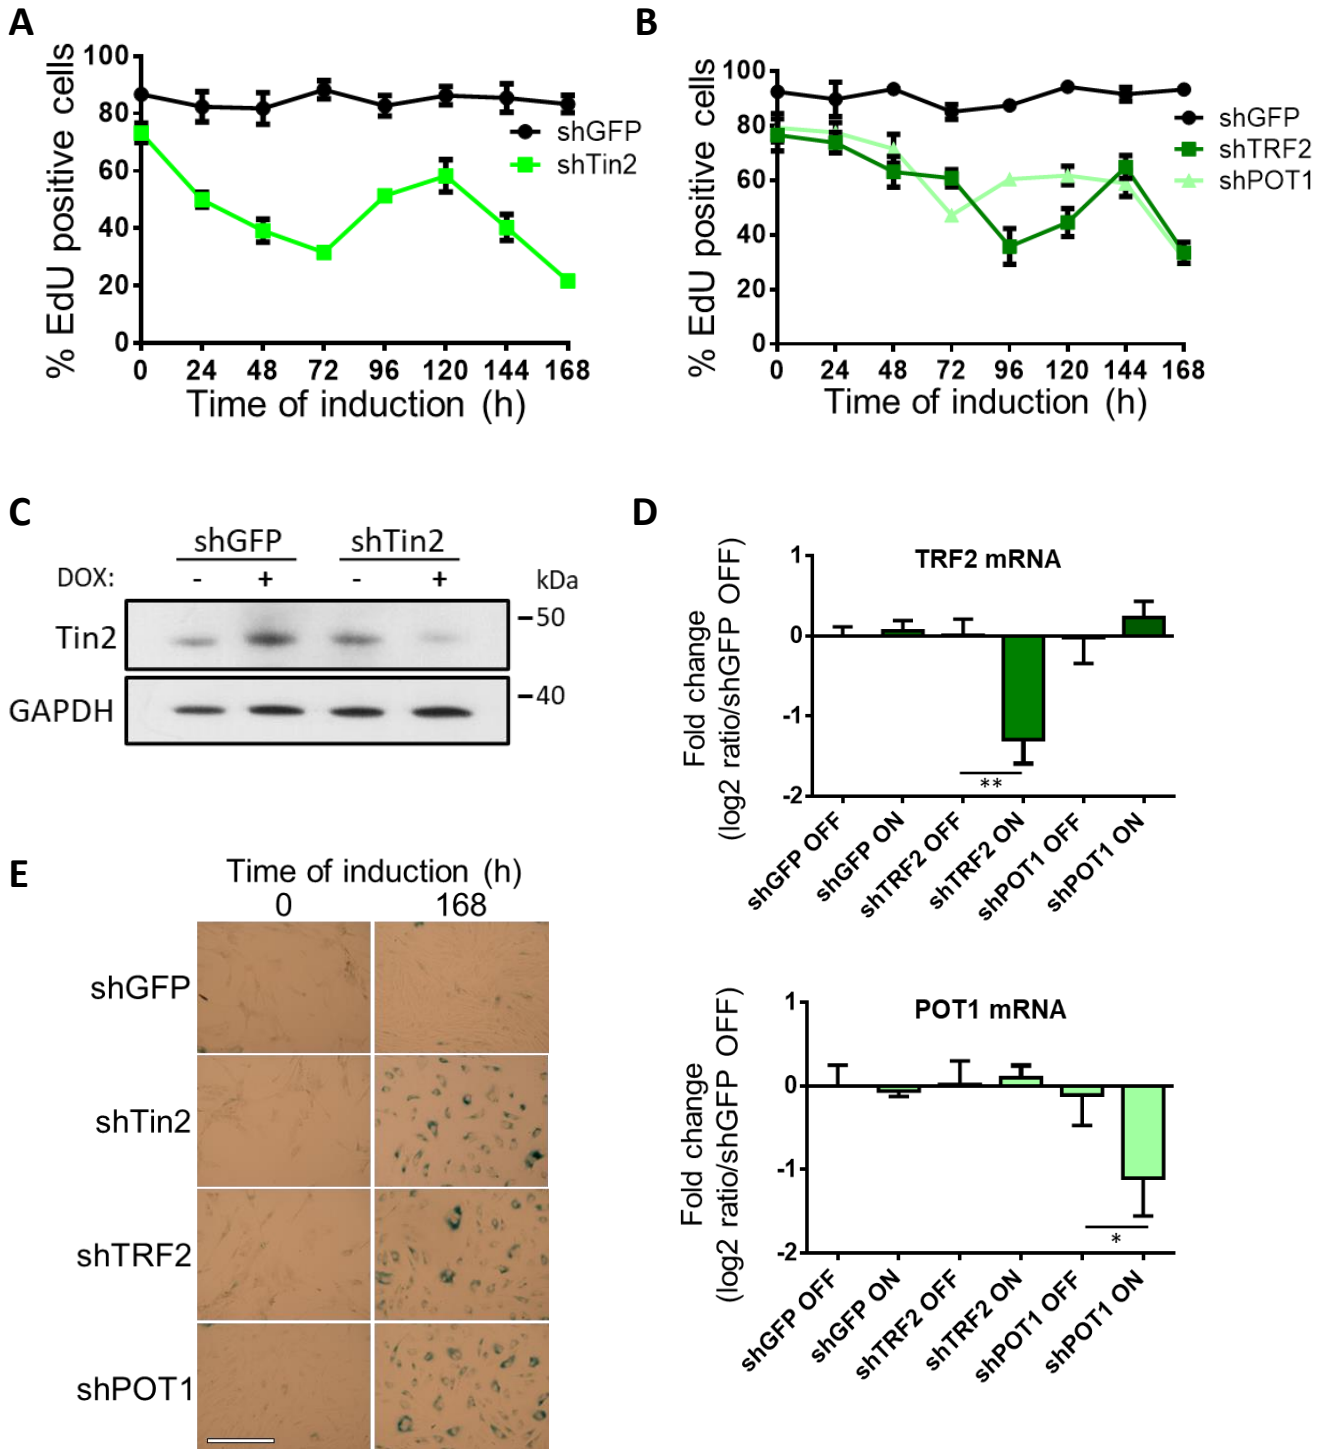 A
% EdU positive cells
100
80
60
40
20
0
0 24 48 72 96 120 144 168
Time of induction (h)
shGFP
shTin2
B
% EdU positive cells
100
80
60
40
20
0
0 24 48 72 96 120 144 168
Time of induction (h)
shGFP
shTRF2
shPOT1
C
shGFP shTin2
DOX: - + - + kDa
Tin2
50
GAPDH
40
D
TRF2 mRNA
Fold change
(log2 ratio/shGFP OFF)
1
0
-1
-2
**
shGFP OFF
shGFP ON
shTRF2 OFF
shTRF2 ON
shPOT1 OFF
shPOT1 ON
POT1 mRNA
Fold change
(log2 ratio/shGFP OFF)
1
0
-1
-2
*
shGFP OFF
shGFP ON
shTRF2 OFF
shTRF2 ON
shPOT1 OFF
shPOT1 ON
E
Time of induction (h)
0 168
shGFP
shTin2
shTRF2
shPOT1